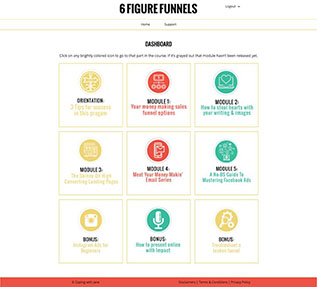 6 FIGURE FUNNELS
Logout
Home Support
DASHBOARD
Click on any brightly colored icon to go to that part in the course. If it's grayed out that module hasn't been released yet.
ORIENTATION:
3 Tips for success
in this program
MODULE 1:
Your money making sales
funnel options
MODULE 2:
How to steal hearts with
your writing & images
MODULE 3:
The Secret to High
Converting Landing Pages
MODULE 4:
Meet Your Money Makin'
Email Series
MODULE 5:
A No BS Guide To
Mastering Facebook Ads
BONUS:
Instagram Ads for
Beginners
BONUS:
How to present online
with impact
BONUS:
Troubleshoot a
broken funnel
Disclaimers | Terms & Conditions | Privacy Policy